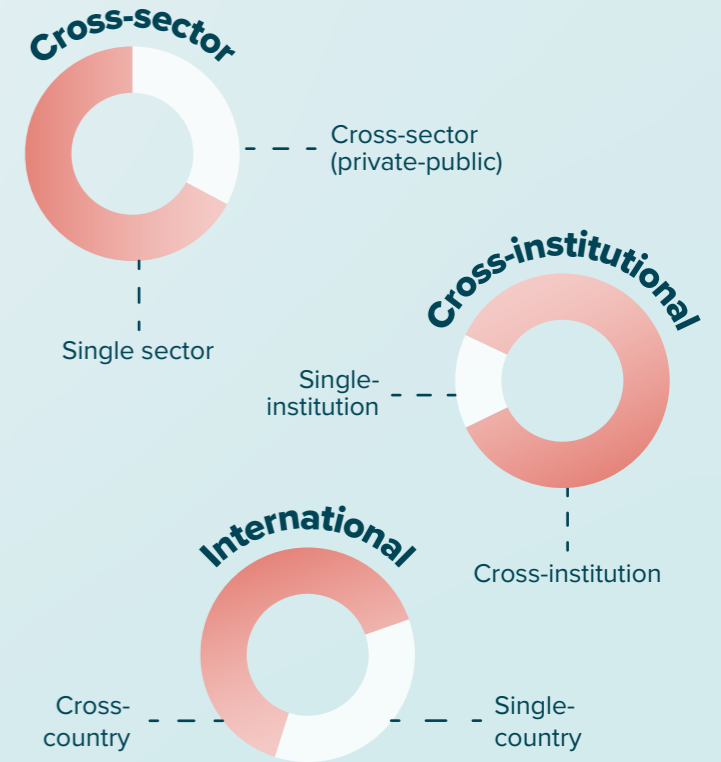 Cross-sector
Cross-sector
(private-public)
Single sector
Cross-institutional
Single-
institution
Cross-institution
International
Cross-
country
Single-
country